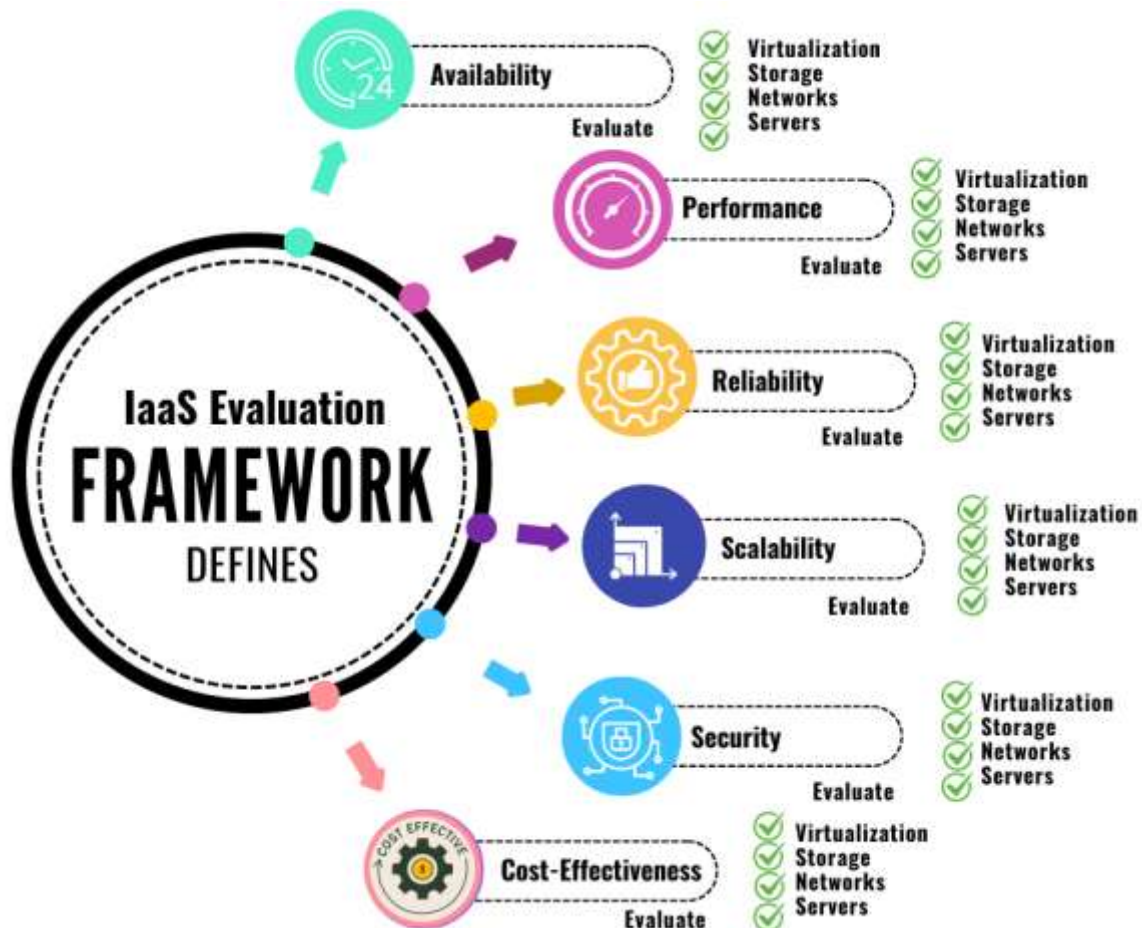 24
Availability
Evaluate
Virtualization
Storage
Networks
Servers
Performance
Evaluate
Virtualization
Storage
Networks
Servers
IaaS Evaluation
FRAMEWORK
DEFINES
Reliability
Evaluate
Virtualization
Storage
Networks
Servers
Scalability
Evaluate
Virtualization
Storage
Networks
Servers
Security
Evaluate
Virtualization
Storage
Networks
Servers
COST EFFECTIVE
$
Cost-Effectiveness
Evaluate
Virtualization
Storage
Networks
Servers